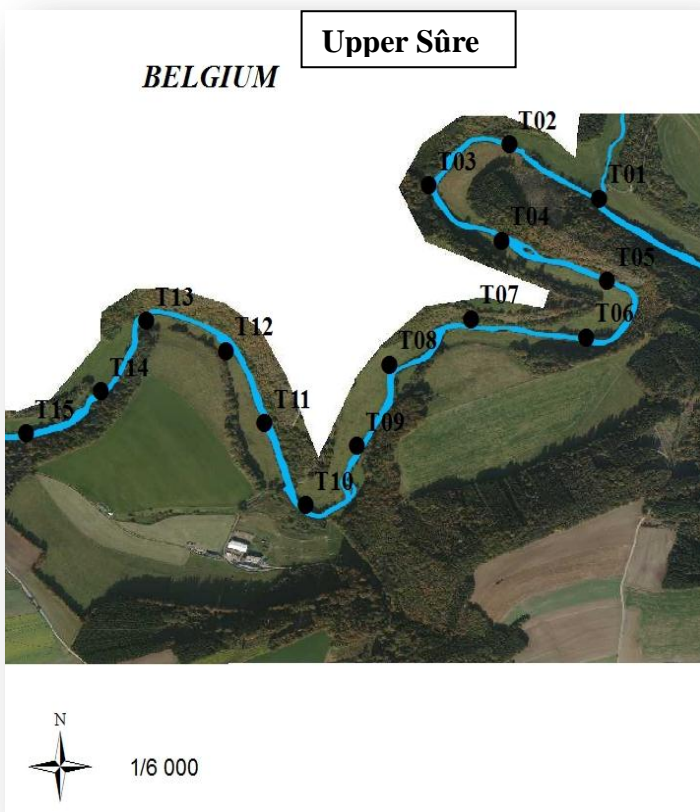 Upper Sûre
BELGIUM
T02
T01
T03
T04
T05
T07
T06
T13
T12
T08
T14
T11
T09
T15
T10
N
1/6 000